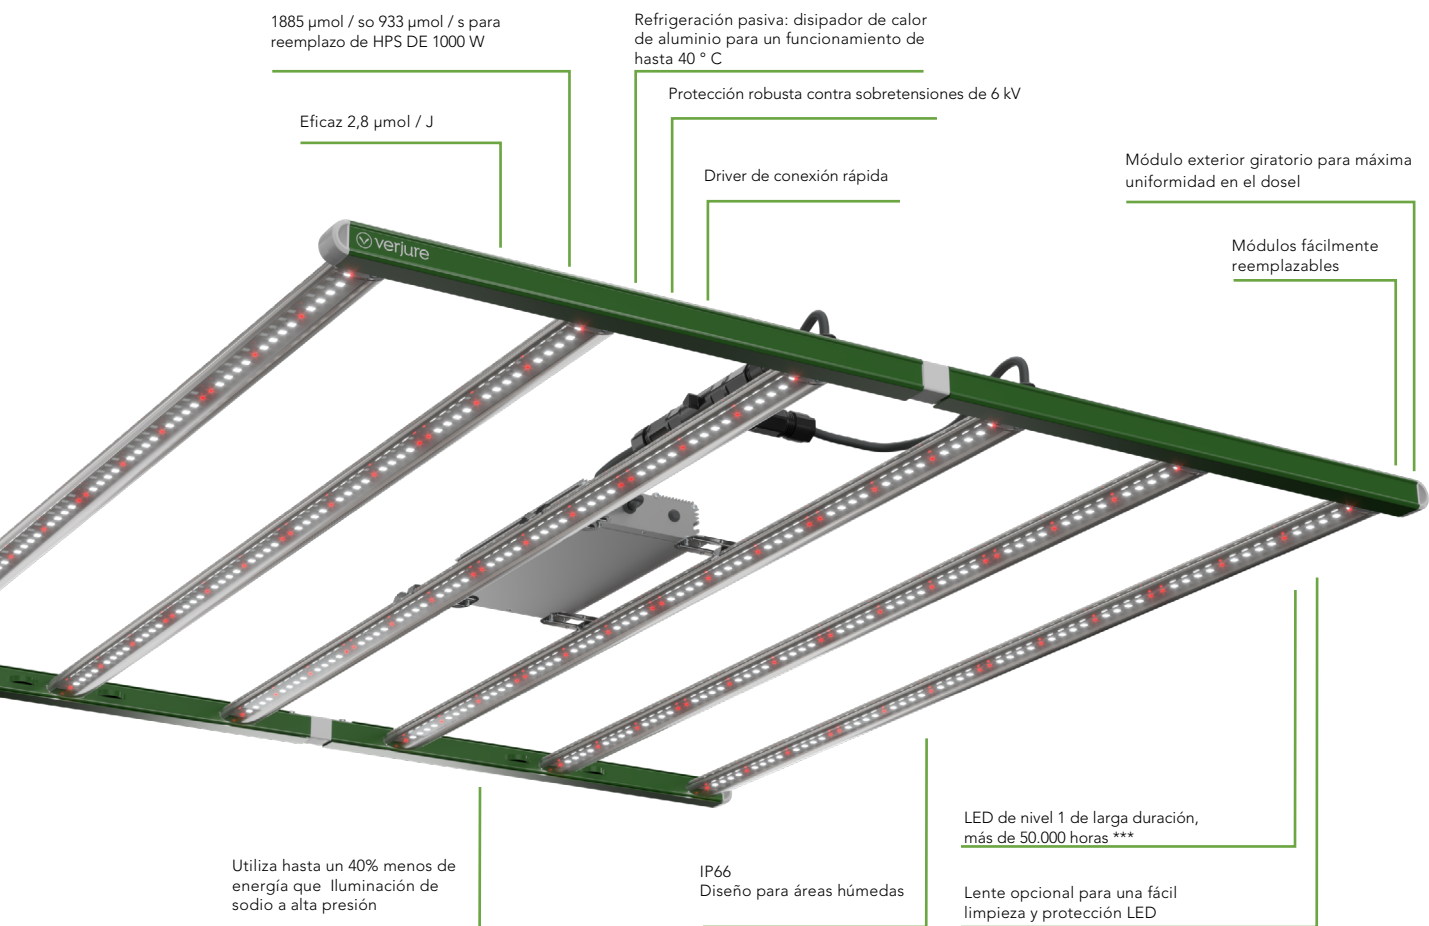 1885 µmol / so 933 µmol / s para
reemplazo de HPS DE 1000 W
Refrigeración pasiva: disipador de calor
de aluminio para un funcionamiento de
hasta 40 ° C
Protección robusta contra sobretensiones de 6 kV
Eficaz 2,8 µmol / J
Driver de conexión rápida
Módulo exterior giratorio para máxima
uniformidad en el dosel
Módulos fácilmente
reemplazables
verjure
LED de nivel 1 de larga duración,
más de 50.000 horas ***
Utiliza hasta un 40% menos de
energía que Iluminación de
sodio a alta presión
IP66
Diseño para áreas húmedas
Lente opcional para una fácil
limpieza y protección LED